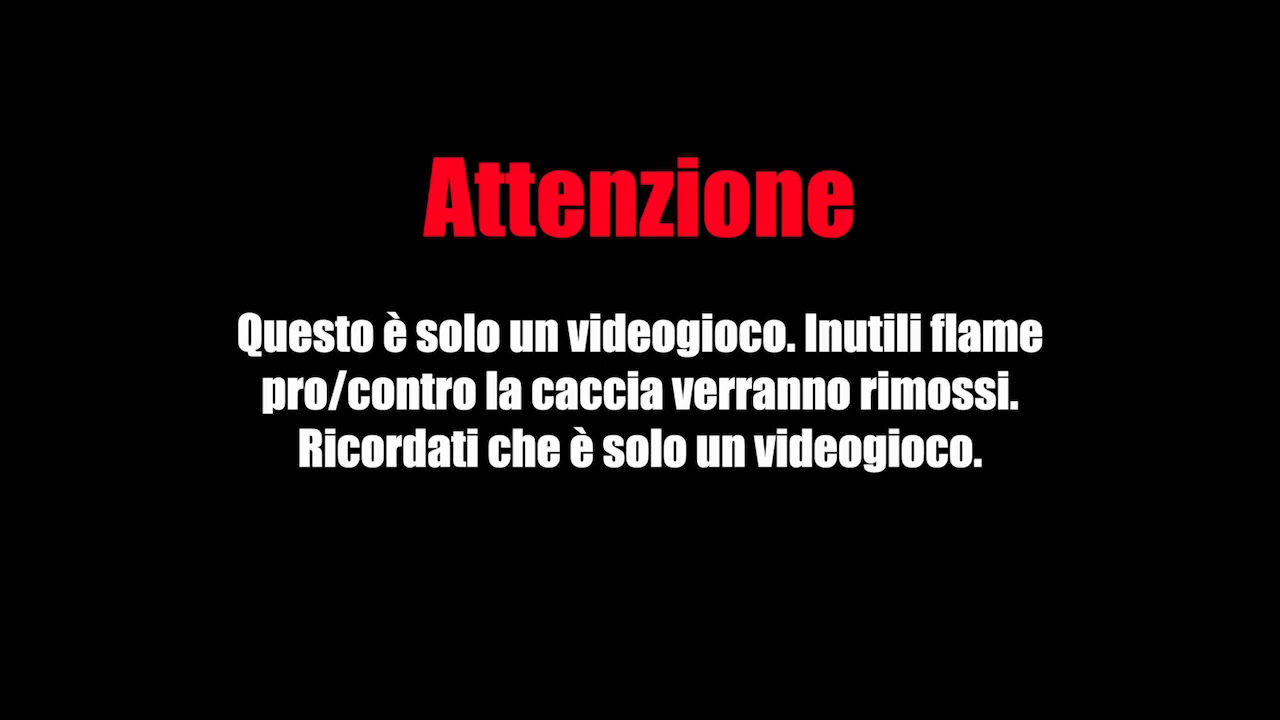 Attenzione
Questo è solo un videogioco. Inutili flame
pro/contro la caccia verranno rimossi.
Ricordati che è solo un videogioco.